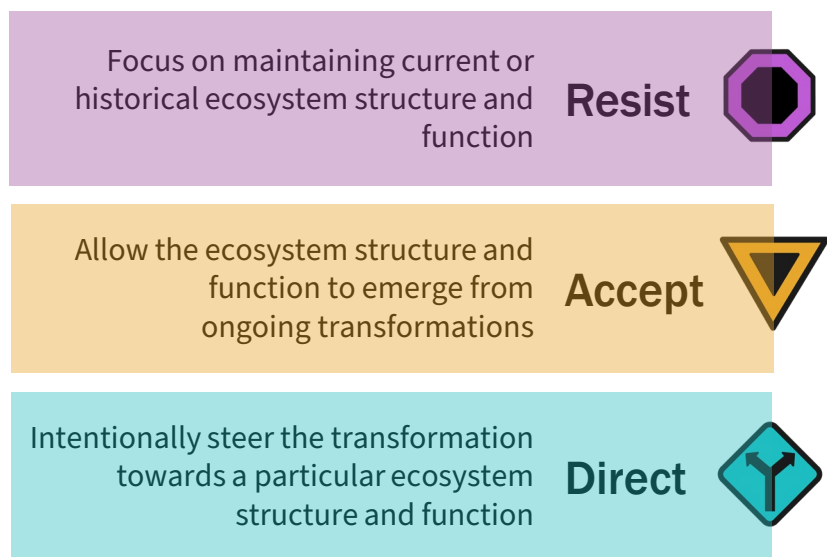 Focus on maintaining current or
historical ecosystem structure and
function
Resist
Allow the ecosystem structure and
function to emerge from
ongoing transformations
Accept
Intentionally steer the transformation
towards a particular ecosystem
structure and function
Direct